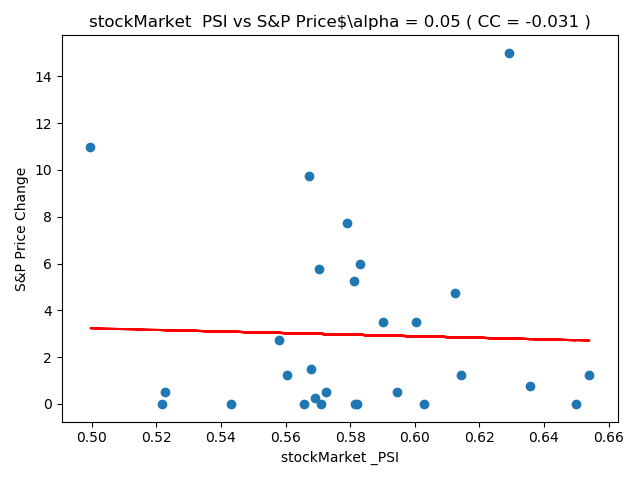 stockMarket  PSI vs S&P Price$\alpha = 0.05 ( CC = -0.031 )
14
12
10
8
6
4
2
0
S&P Price Change
0.50 0.52 0.54 0.56 0.58 0.60 0.62 0.64 0.66
stockMarket _PSI